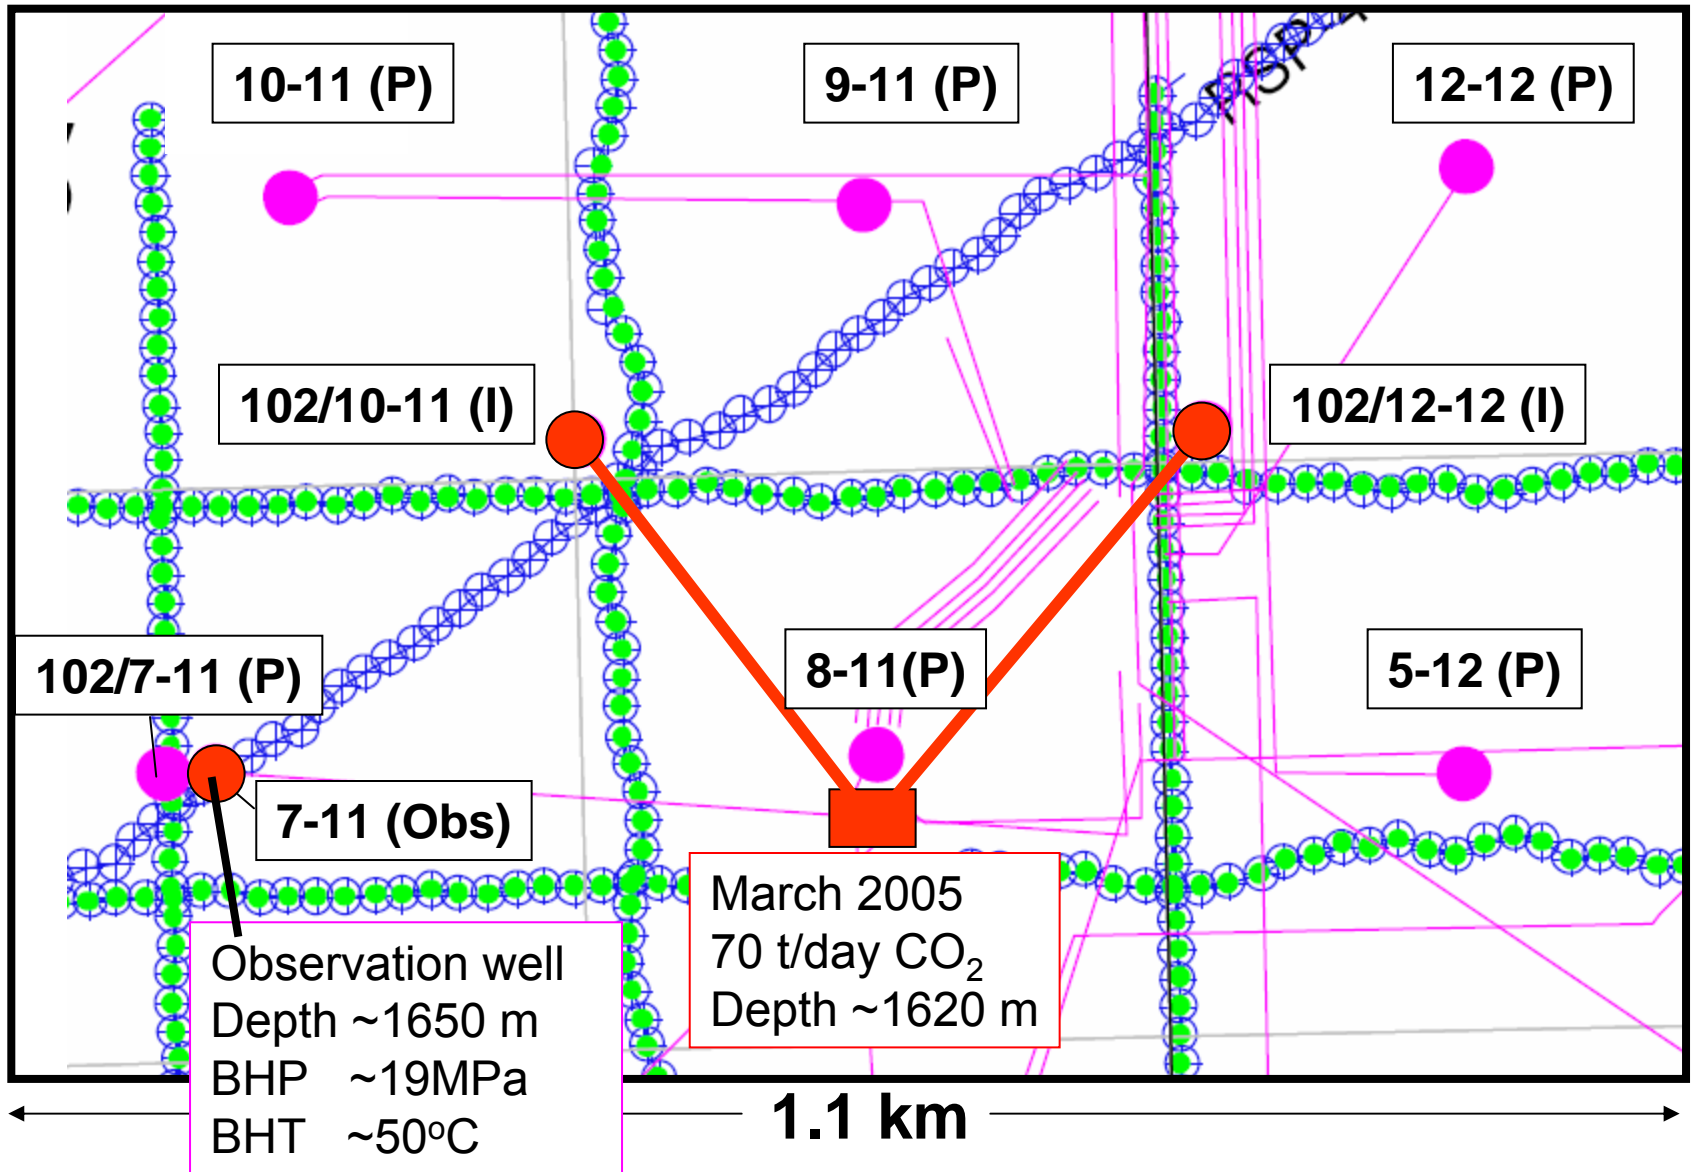 10-11 (P)
9-11 (P)
12-12 (P)
102/10-11 (I)
102/12-12 (I)
102/7-11 (P)
8-11(P)
5-12 (P)
7-11 (Obs)
March 2005
70 t/day CO₂
Depth ~1620 m
Observation well
Depth ~1650 m
BHP ~19MPa
BHT ~50ºC
1.1 km